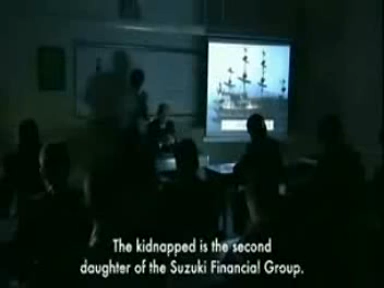 The kidnapped is the second
daughter of the Suzuki Financial Group.